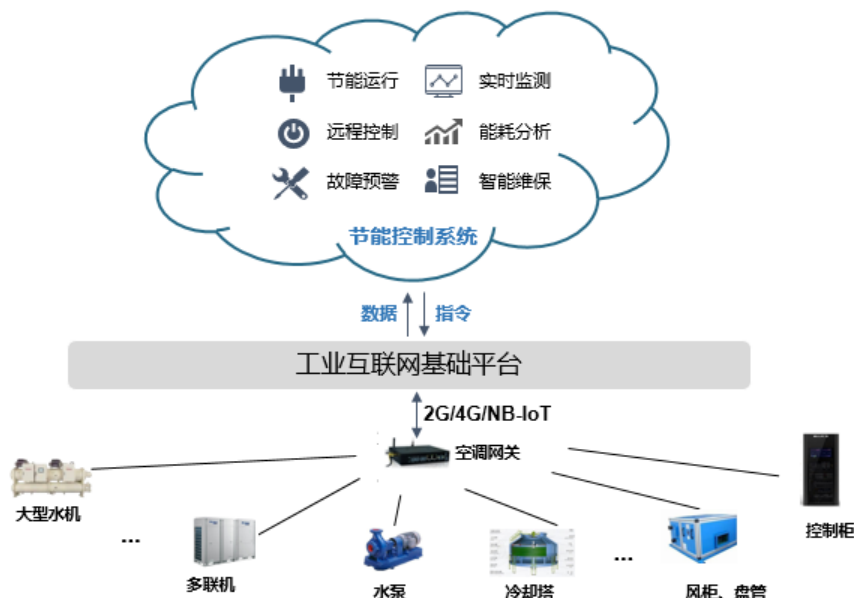 节能运行 实时监测
远程控制 能耗分析
故障预警 智能维保
节能控制系统
数据 指令
工业互联网基础平台
2G/4G/NB-IoT
空调网关
大型水机
...
多联机
水泵
冷却塔
...
风柜、盘管
控制柜